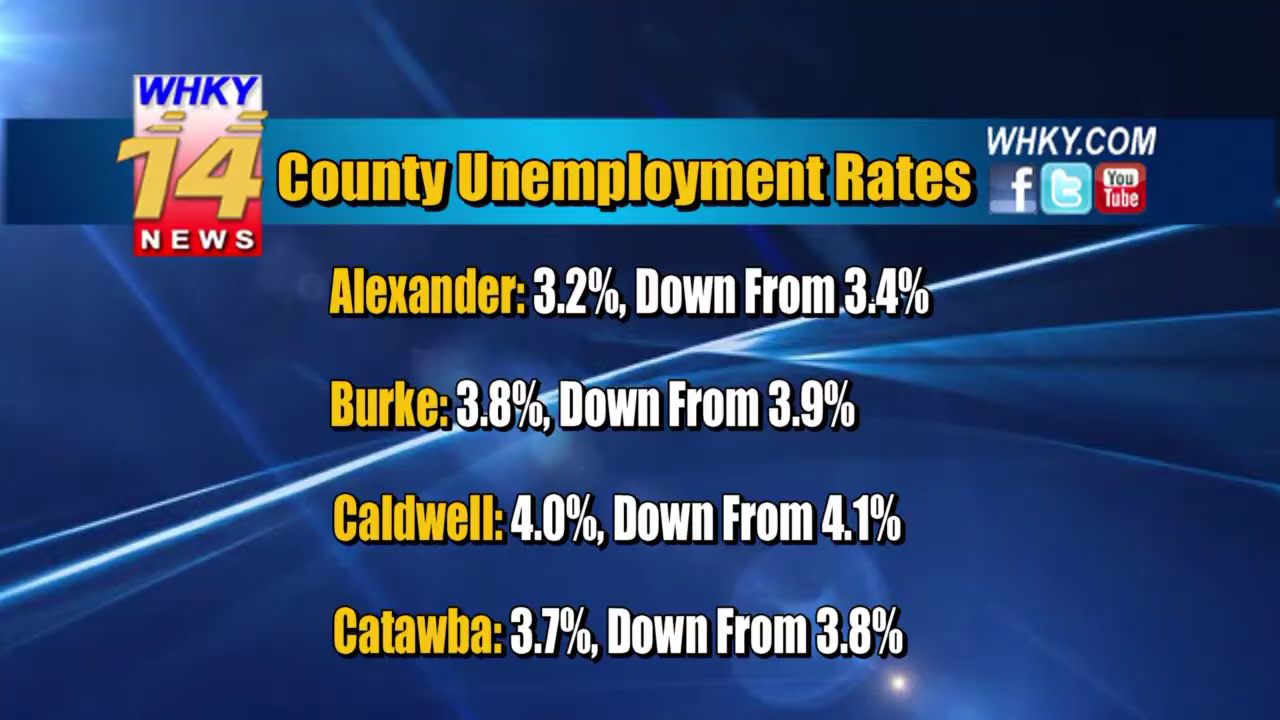 WHKY
14
NEWS
County Unemployment Rates
WHKY.COM
f
t
You
Tube
Alexander: 3.2%, Down From 3.4%
Burke: 3.8%, Down From 3.9%
Caldwell: 4.0%, Down From 4.1%
Catawba: 3.7%, Down From 3.8%